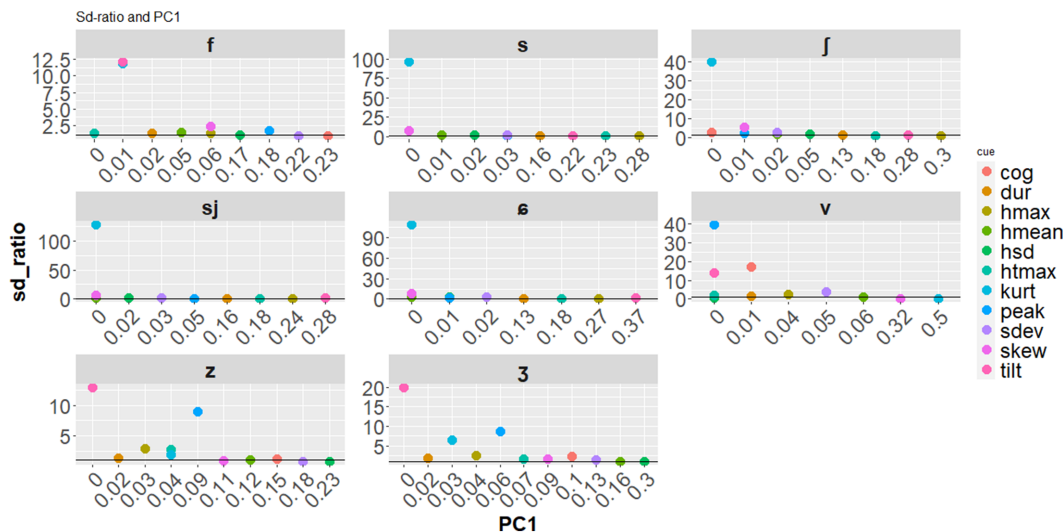 Sd-ratio and PC1
f
12.5
10.0
7.5
5.0
2.5
0 0.01 0.02 0.05 0.06 0.17 0.18 0.22 0.23
s
100
75
50
25
0
0 0.01 0.02 0.03 0.16 0.22 0.23 0.28
ʃ
40
30
20
10
0
0 0.01 0.02 0.05 0.13 0.18 0.28 0.3
sj
100
50
0
0 0.02 0.03 0.05 0.16 0.18 0.24 0.28
ɕ
90
60
30
0
0 0.01 0.02 0.13 0.18 0.27 0.37
v
40
30
20
10
0
0 0.01 0.04 0.05 0.06 0.32 0.5
z
10
5
0 0.02 0.03 0.04 0.09 0.11 0.12 0.15 0.18 0.23
ʒ
20
15
10
5
0 0.02 0.03 0.04 0.06 0.07 0.09 0.1 0.13 0.16 0.3
sd_ratio
PC1
cue
cog
dur
hmax
hmean
hsd
htmax
kurt
peak
sdev
skew
tilt